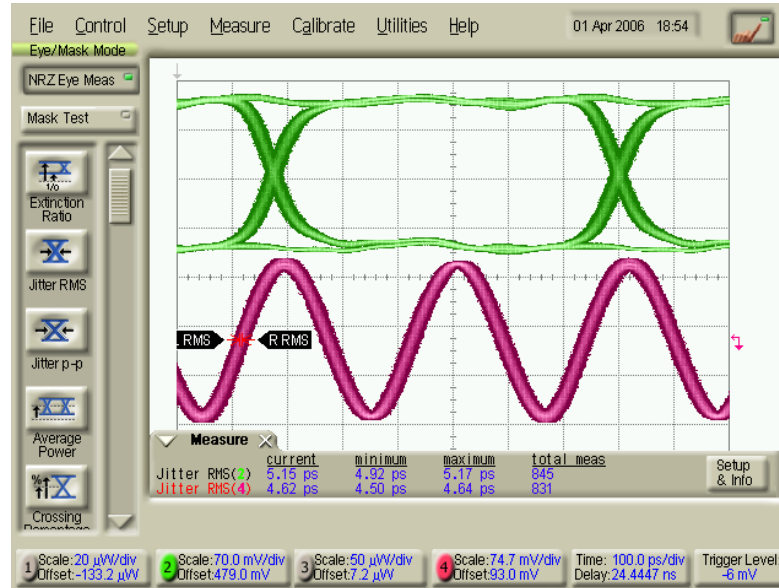 File Control Setup Measure Calibrate Utilities Help 01 Apr 2006 18:54
Eye/Mask Mode
NRZ Eye Meas
Mask Test
1/0
Extinction
Ratio
Jitter RMS
Jitter p-p
Average
Power
%
Crossing
Percentage
L RMS R RMS
Measure
current minimum maximum total meas
Jitter RMS(2) 5.15 ps 4.92 ps 5.17 ps 845
Jitter RMS(4) 4.62 ps 4.50 ps 4.64 ps 831
Setup
& Info
1 Scale:20 µW/div
Offset:-133.2 µW
2 Scale:70.0 mV/div
Offset:479.0 mV
3 Scale:50 µW/div
Offset:7.2 µW
4 Scale:74.7 mV/div
Offset:93.0 mV
Time: 100.0 ps/div
Delay:24.4447 ns
Trigger Level
-6 mV